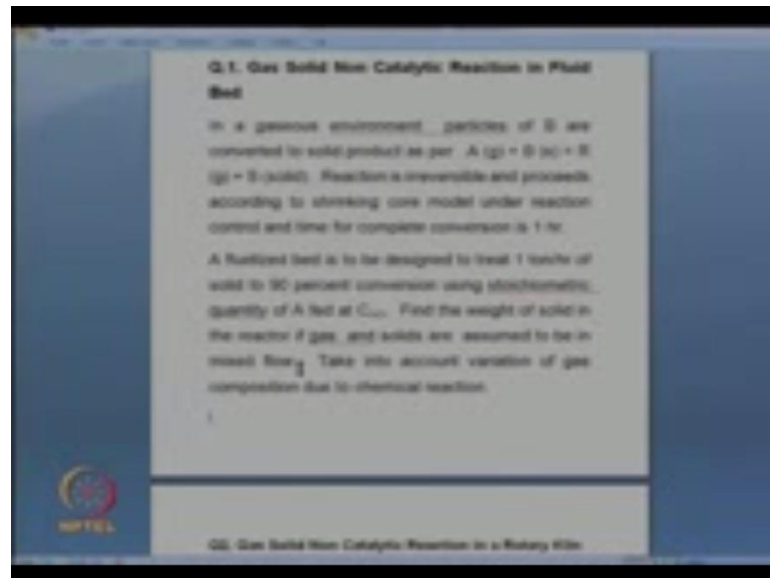 Q.1. Gas Solid Non Catalytic Reaction in Fluid
Bed
In a gaseous environment, particles of B are
converted to solid product as per A (g) + B (s) = R
(g) + S (solid). Reaction is irreversible and proceeds
according to shrinking core model under reaction
control and time for complete conversion is 1 hr.
A fluidized bed is to be designed to treat 1 ton/hr of
solid to 90 percent conversion using stochiometric
quantity of A fed at C Find the weight of solid in
the reactor if gas and solids are assumed to be in
mixed flow. Take into account variation of gas
composition due to chemical reaction
NPTEL
Q2. Gas Solid Non Catalytic Reaction in a Rotary Kiln